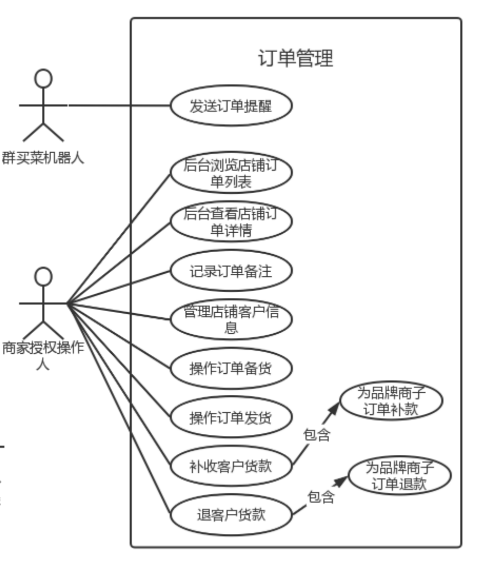 订单管理
发送订单提醒
群买菜机器人
后台浏览店铺订
单列表
后台查看店铺订
单详情
记录订单备注
管理店铺客户信
息
商家授权操作
人
操作订单备货
操作订单发货
为品牌商子
订单补款
包含
补收客户货款
为品牌商子
订单退款
包含
退客户货款